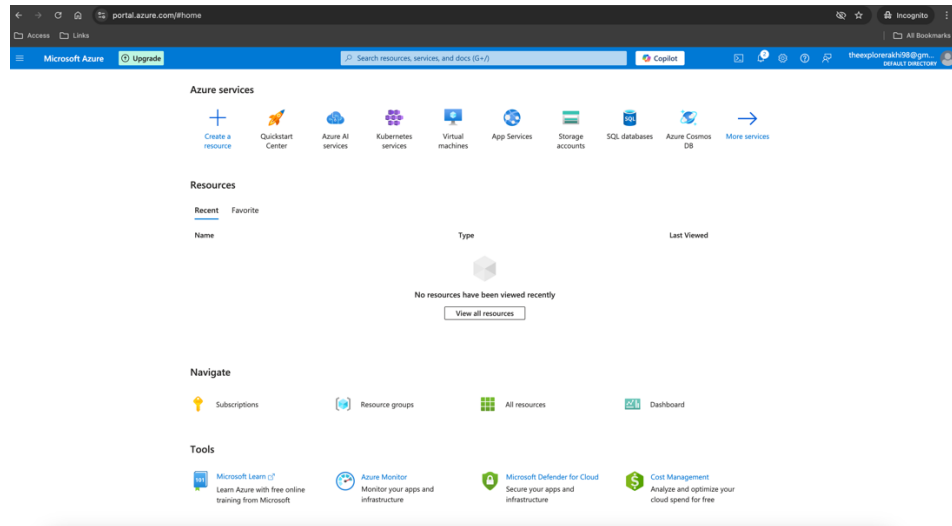 portal.azure.com/#home
Incognito
Access
Links
All Bookmarks
Microsoft Azure
Upgrade
Search resources, services, and docs (G+/)
Copilot
2
theexplorerakhi98@gm...
DEFAULT DIRECTORY
Azure services
Create a
resource
Quickstart
Center
Azure AI
services
Kubernetes
services
Virtual
machines
App Services
Storage
accounts
SQL
SQL databases
Azure Cosmos
DB
More services
Resources
Recent
Favorite
Name
Type
Last Viewed
No resources have been viewed recently
View all resources
Navigate
Subscriptions
Resource groups
All resources
Dashboard
Tools
101
Microsoft Learn
Learn Azure with free online
training from Microsoft
Azure Monitor
Monitor your apps and
infrastructure
Microsoft Defender for Cloud
Secure your apps and
infrastructure
Cost Management
Analyze and optimize your
cloud spend for free